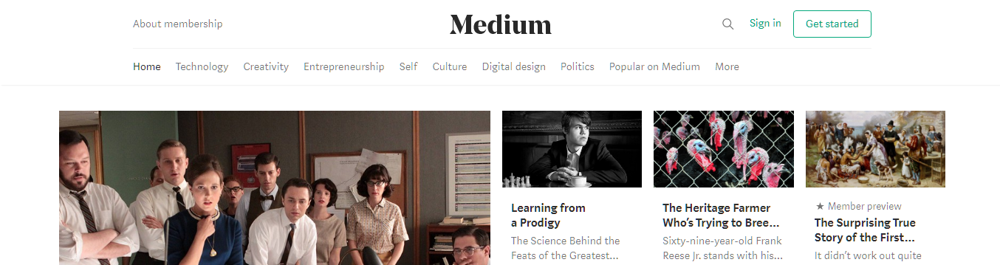 About membership
Medium
Sign in
Get started
Home Technology Creativity Entrepreneurship Self Culture Digital design Politics Popular on Medium More
Learning from
a Prodigy
The Science Behind the
Feats of the Greatest...
The Heritage Farmer
Who's Trying to Bree...
Sixty-nine-year-old Frank
Reese Jr. stands with his...
★ Member preview
The Surprising True
Story of the First...
It didn't work out quite